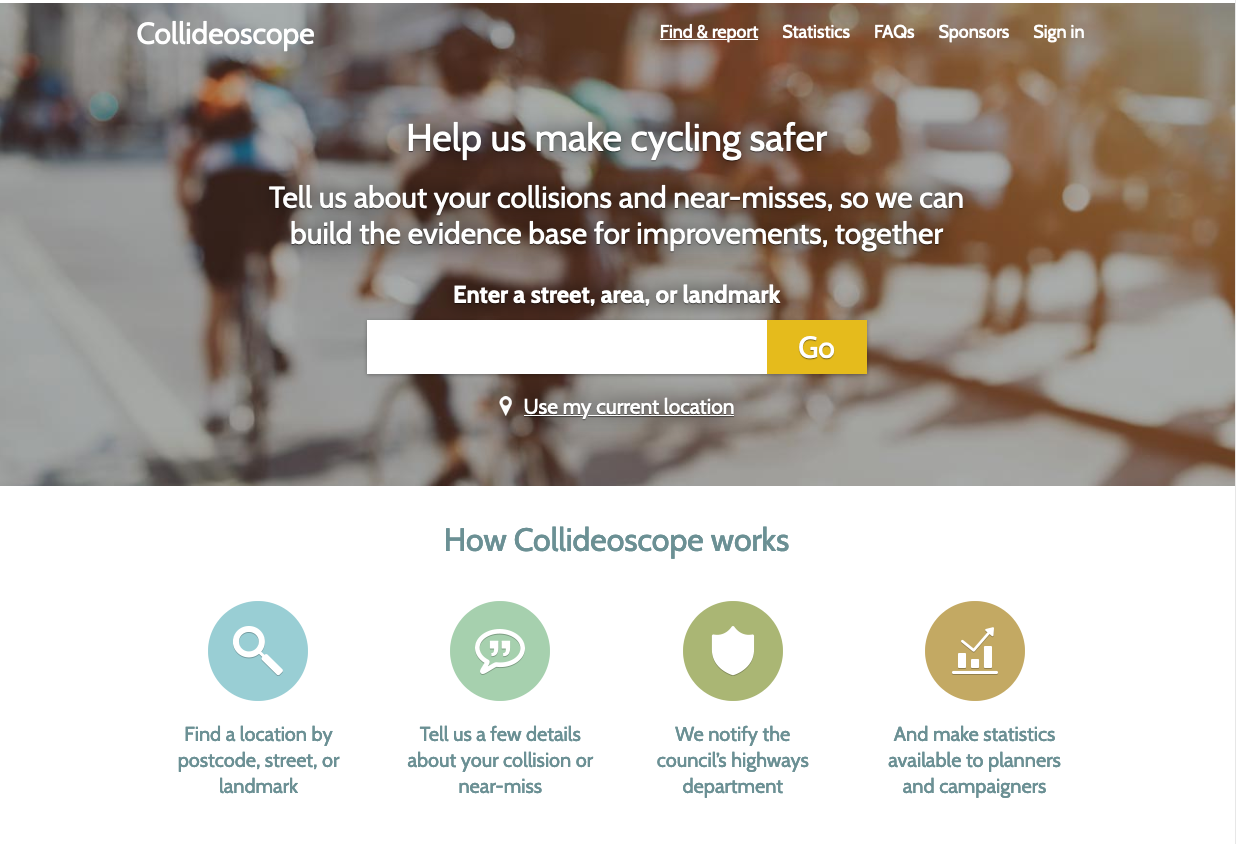 Collideoscope
Find & report Statistics FAQs Sponsors Sign in
Help us make cycling safer
Tell us about your collisions and near-misses, so we can
build the evidence base for improvements, together
Enter a street, area, or landmark
Go
Use my current location
How Collideoscope works
Find a location by
postcode, street, or
landmark
Tell us a few details
about your collision or
near-miss
We notify the
council's highways
department
And make statistics
available to planners
and campaigners